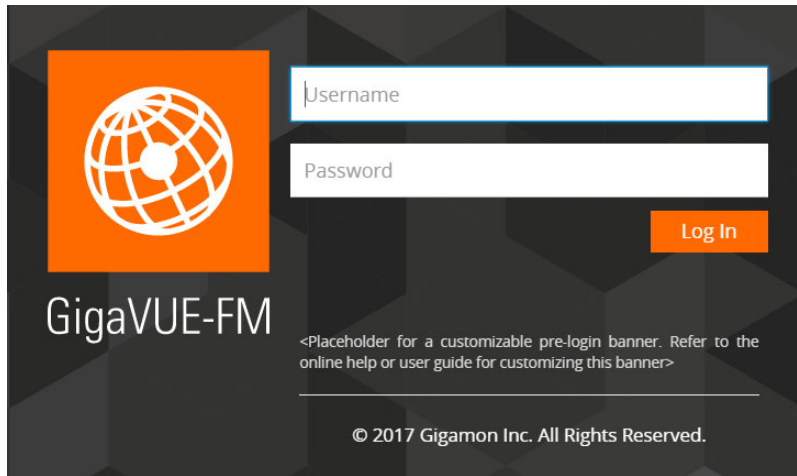 Username
Password
Log In
GigaVUE-FM
<Placeholder for a customizable pre-login banner. Refer to the
online help or user guide for customizing this banner>
© 2017 Gigamon Inc. All Rights Reserved.